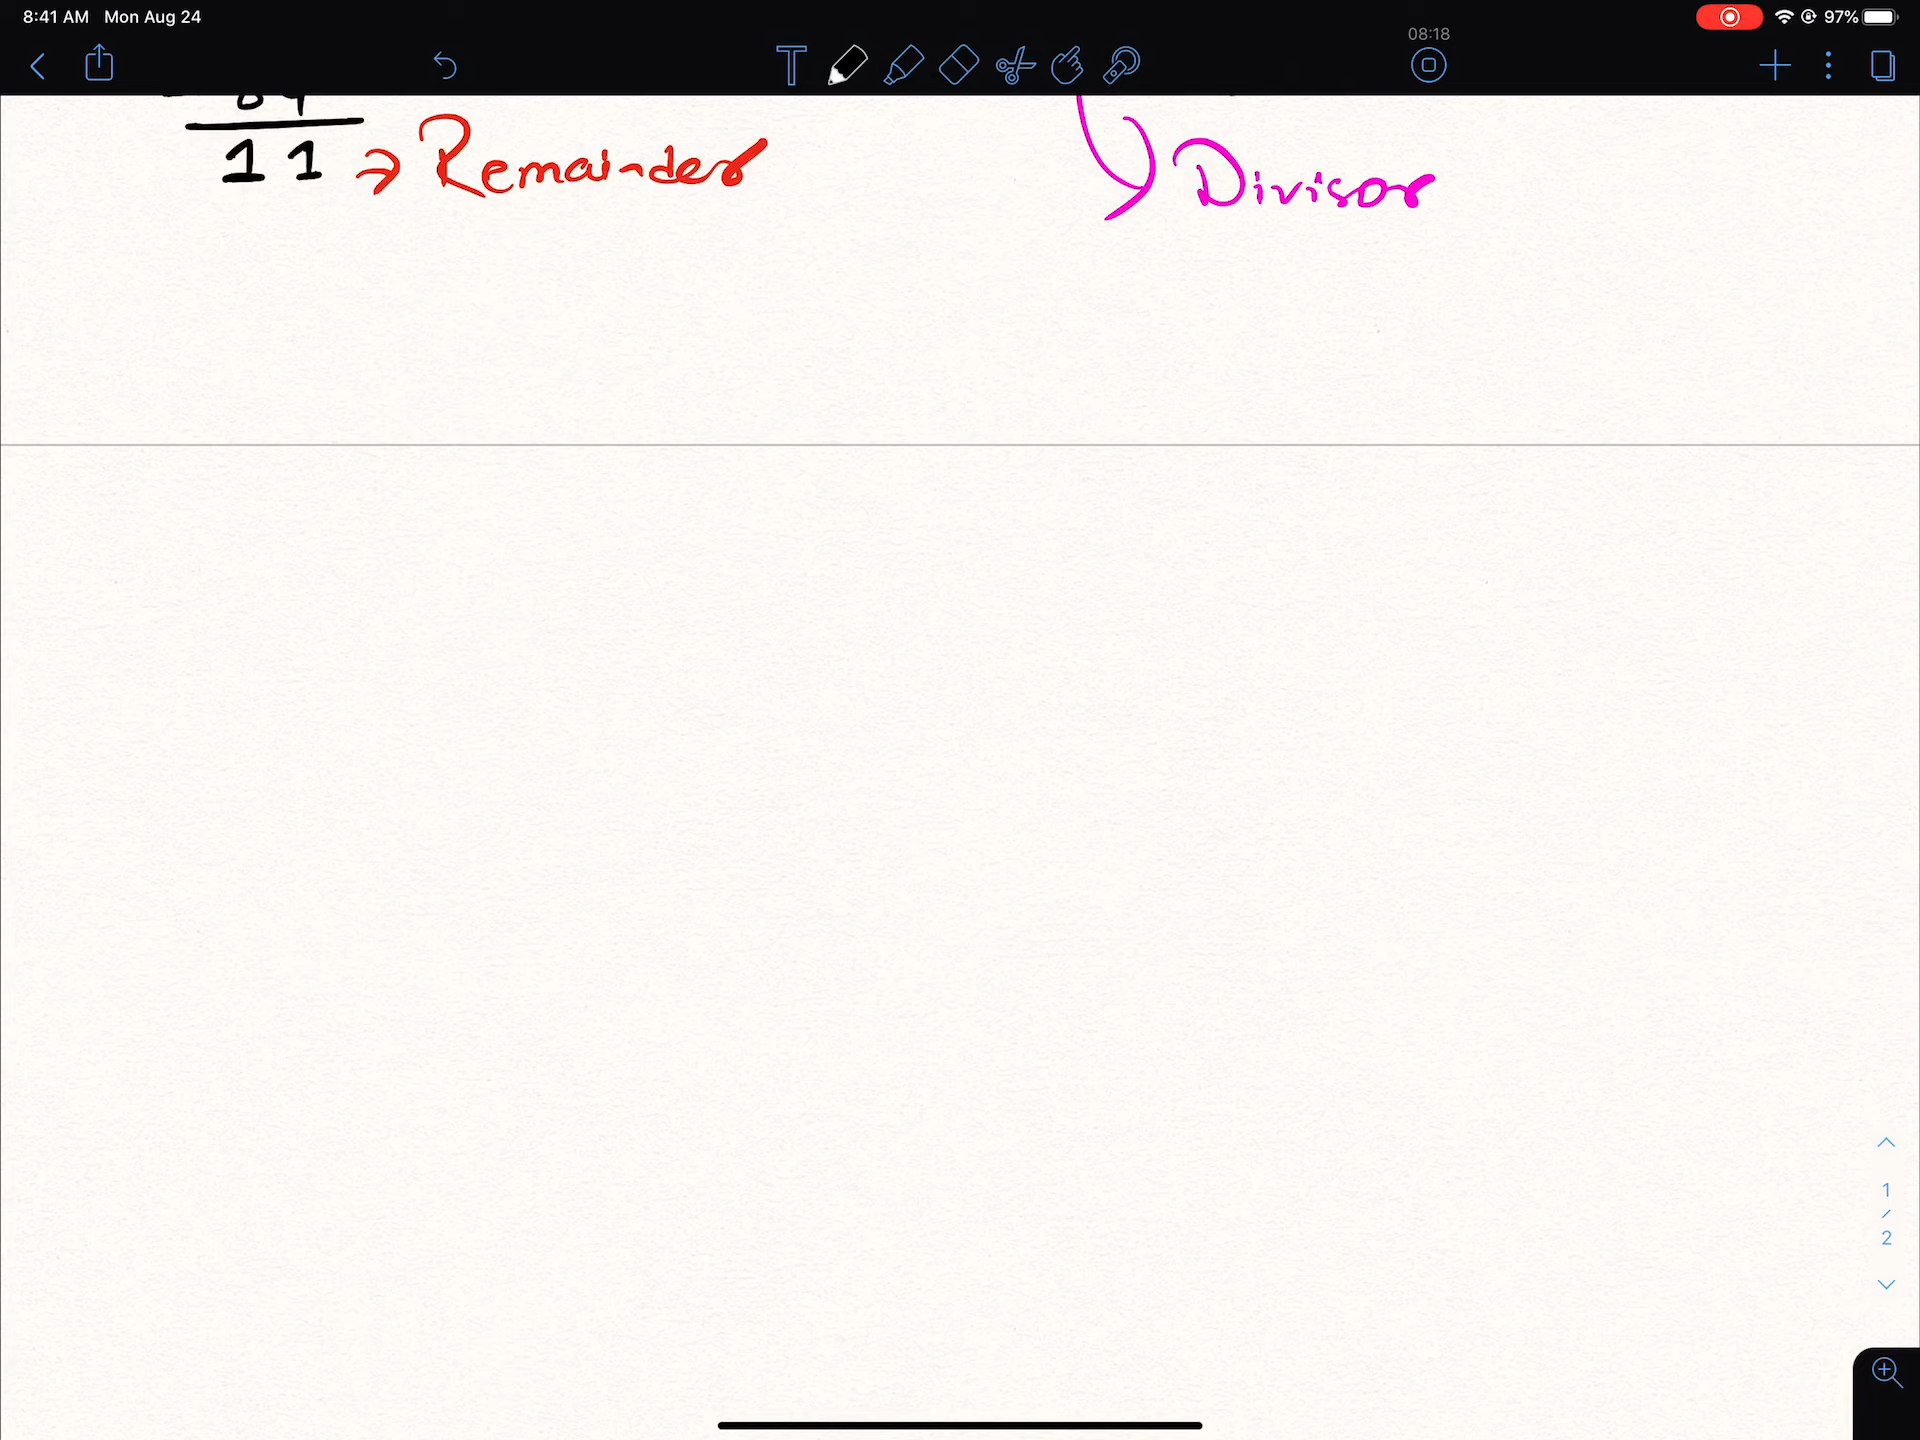 8:41 AM Mon Aug 24
97%
08:18
11 → Remainder
Divisor
1
/
2